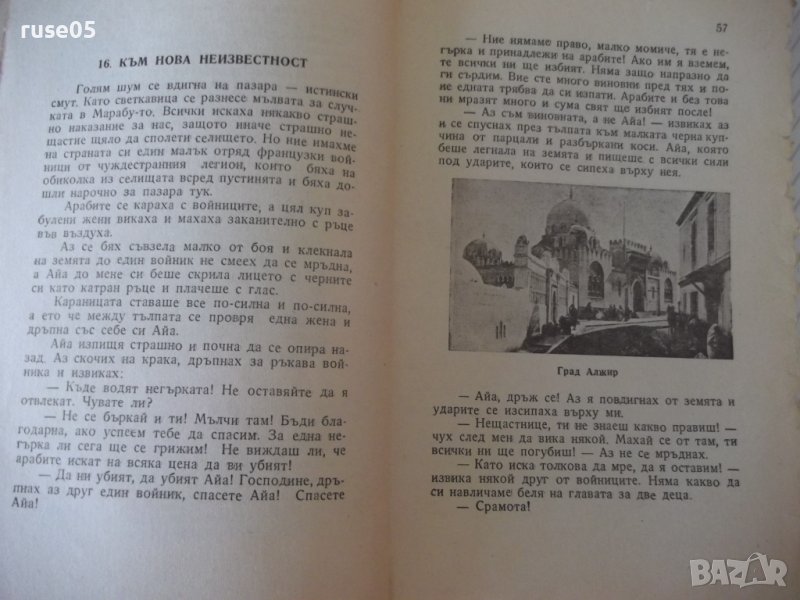 ruse05
16. КЪМ НОВА НЕИЗВЕСТНОСТ
Голям шум се вдигна на пазара — истински
смут. Като светкавица се разнесе мълвата за случ-
ката в Марабу-то. Всички искаха някакво страш-
но наказание за нас, защото иначе страшно не-
щастие щяло да сполети селището. Но ние имахме
на страната си един малък отряд французки вой-
ници от чуждестранния легион, които бяха на
обиколка из селищата всред пустинята и бяха до-
шли нарочно за пазара тук.
Арабите се караха с войниците, а цял куп за-
булени жени викаха и махаха заканително с ръце
във въздуха.
Аз се бях съвзела малко от боя и клекнала
на земята до един войник не смеех да се мръдна,
а Айа до мене си беше скрила лицето с черните
си като катран ръце и плачеше с глас.
Караницата ставаше все по-силна и по-силна,
а ето че между тълпата се провря една жена и
дръпна със себе си Айа.
Айа изпищя страшно и почна да се опира на-
зад. Аз скочих на крака, дръпнах за ръкава вой-
ника и извиках:
— Къде водят негърката! Не оставяйте да я
отвлекат. Чувате ли?
— Не се бъркай и ти! Мълчи там! Бъди бла-
годарна, ако успеем тебе да спасим. За една не-
гърка ли сега ще се грижим! Не виждаш ли, че
арабите искат на всяка цена да ви убият!
— Да ни убият, да убият Айа! Господине, дръ-
пнах аз друг един войник, спасете Айа! Спасете
Айа!
57
— Ние нямаме право, малко момиче, тя е не-
гърка и принадлежи на арабите! Ако им я вземем,
те всички ни ще избият. Няма защо напразно да
ги сърдим. Вие сте много виновни пред тях и по-
не едната трябва да си изпати. Арабите и без това
ни мразят много и сума свят ще избият после!
— Аз съм виновната, а не Айа! — извиках аз
и се спуснах през тълпата към малката черна куп-
чина от парцали и разбъркани коси. Айа, която
беше легнала на земята и пищеше с всички сили
под ударите, които се сипеха върху нея.
Град Алжир
— Айа, дръж се! Аз я повдигнах от земята и
ударите се изсипаха върху ми.
— Нещастнице, ти не знаеш какво правиш! —
чух след мен да вика някой. Махай се от там, ти
всички ни ще погубиш! — Аз не се мръднах.
— Като иска толкова да мре, да я оставим! —
извика някой друг от войниците. Няма какво да
си навличаме беля на главата за две деца.
— Срамота!
BAZAR